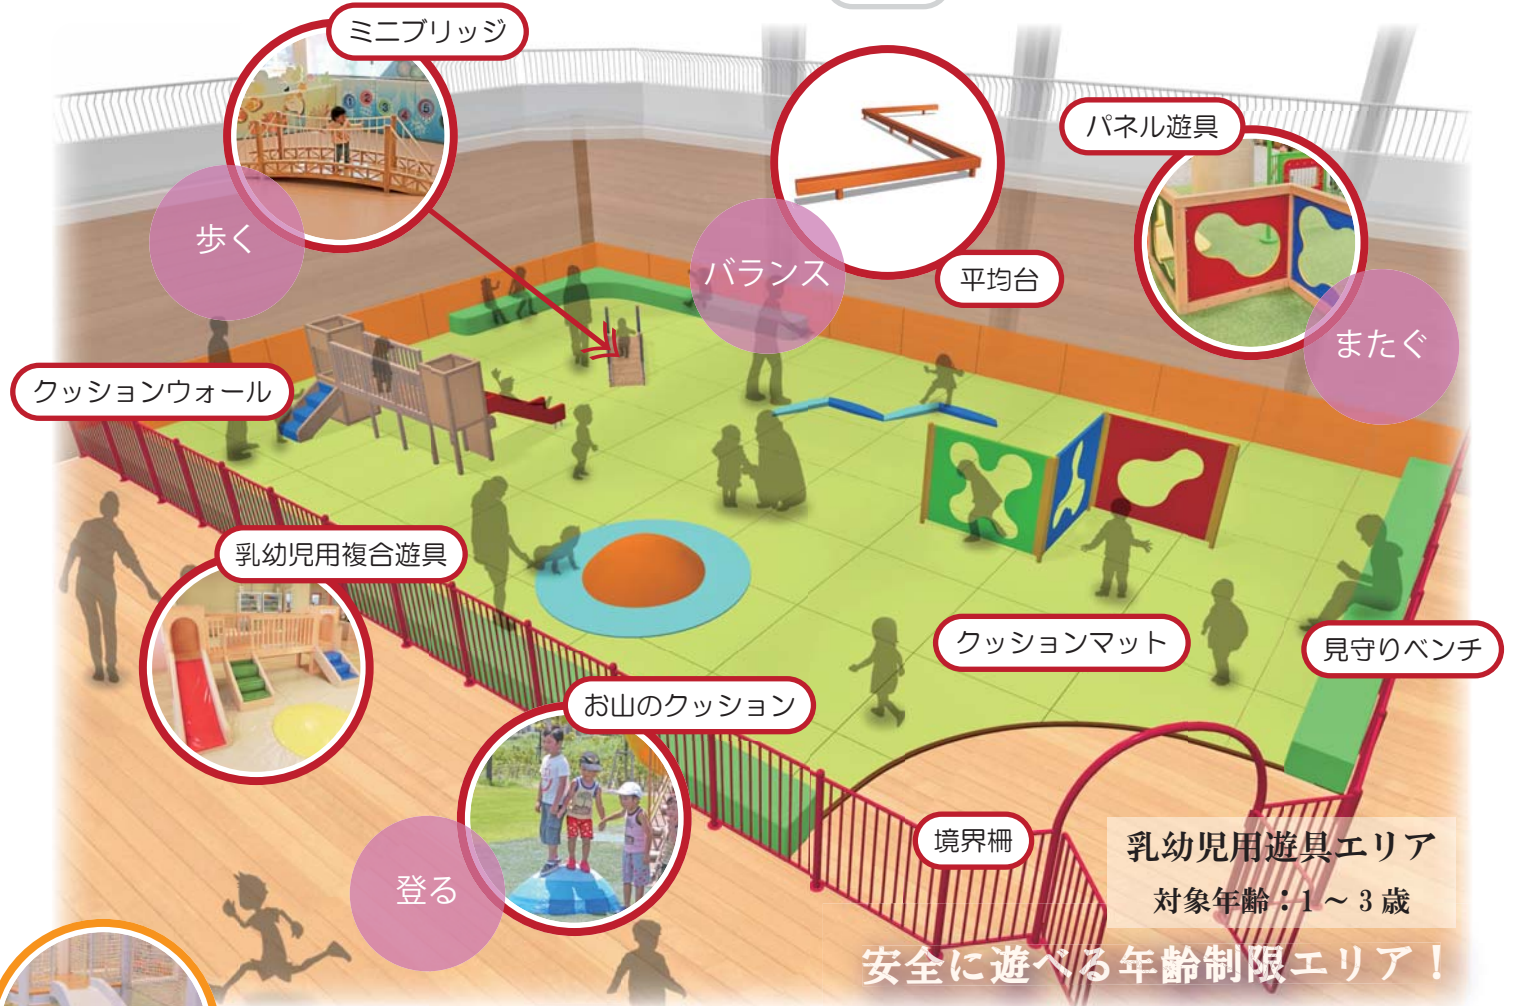 ミニブリッジ
歩く
バランス
平均台
パネル遊具
またぐ
クッションウォール
乳幼児用複合遊具
お山のクッション
登る
クッションマット
見守りベンチ
境界柵
乳幼児用遊具エリア
対象年齢：1～3歳
安全に遊べる年齢制限エリア！